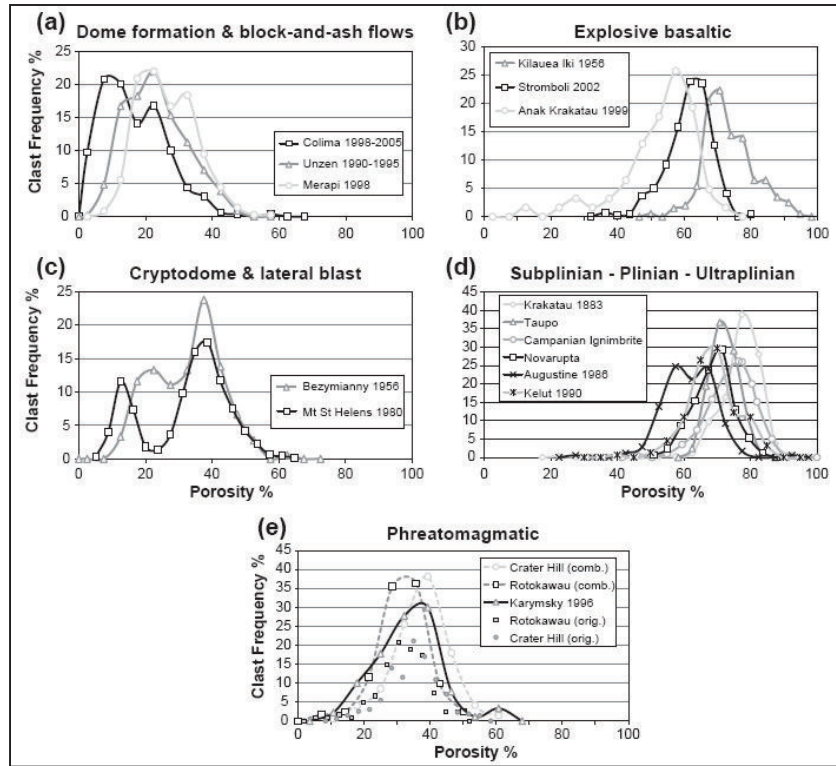 (a) Dome formation & block-and-ash flows
Clast Frequency %
25
20
15
10
5
0
Colima 1998-2005
Unzen 1990-1995
Merapi 1998
0 20 40 60 80 100
(b) Explosive basaltic
30
25
20
15
10
5
0
Kilauea Iki 1956
Stromboli 2002
Anak Krakatau 1999
0 20 40 60 80 100
(c) Cryptodome & lateral blast
Clast Frequency %
25
20
15
10
5
0
Bezymianny 1956
Mt St Helens 1980
0 20 40 60 80 100
Porosity %
(d) Subplinian - Plinian - Ultraplinian
45
40
35
30
25
20
15
10
5
0
Krakatau 1883
Taupo
Campanian Ignimbrite
Novarupta
Augustine 1986
Kelut 1990
0 20 40 60 80 100
Porosity %
(e) Phreatomagmatic
Clast Frequency %
45
40
35
30
25
20
15
10
5
0
Crater Hill (comb.)
Rotokawau (comb.)
Karymsky 1996
Rotokawau (orig.)
Crater Hill (orig.)
0 20 40 60 80 100
Porosity %